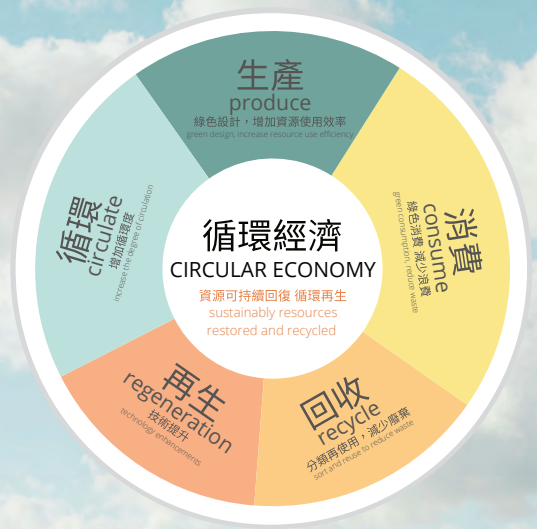 生產
produce
綠色設計，增加資源使用效率
green design, increase resource use efficiency
消費
consume
綠色消費 減少浪費
green consumption, reduce waste
回收
recycle
分類再使用，減少廢棄
sort and reuse to reduce waste
再生
regeneration
技術提升
technology enhancements
循環
circulate
增加循環度
increase the degree of circulation
循環經濟
CIRCULAR ECONOMY
資源可持續回復 循環再生
sustainably resources
restored and recycled